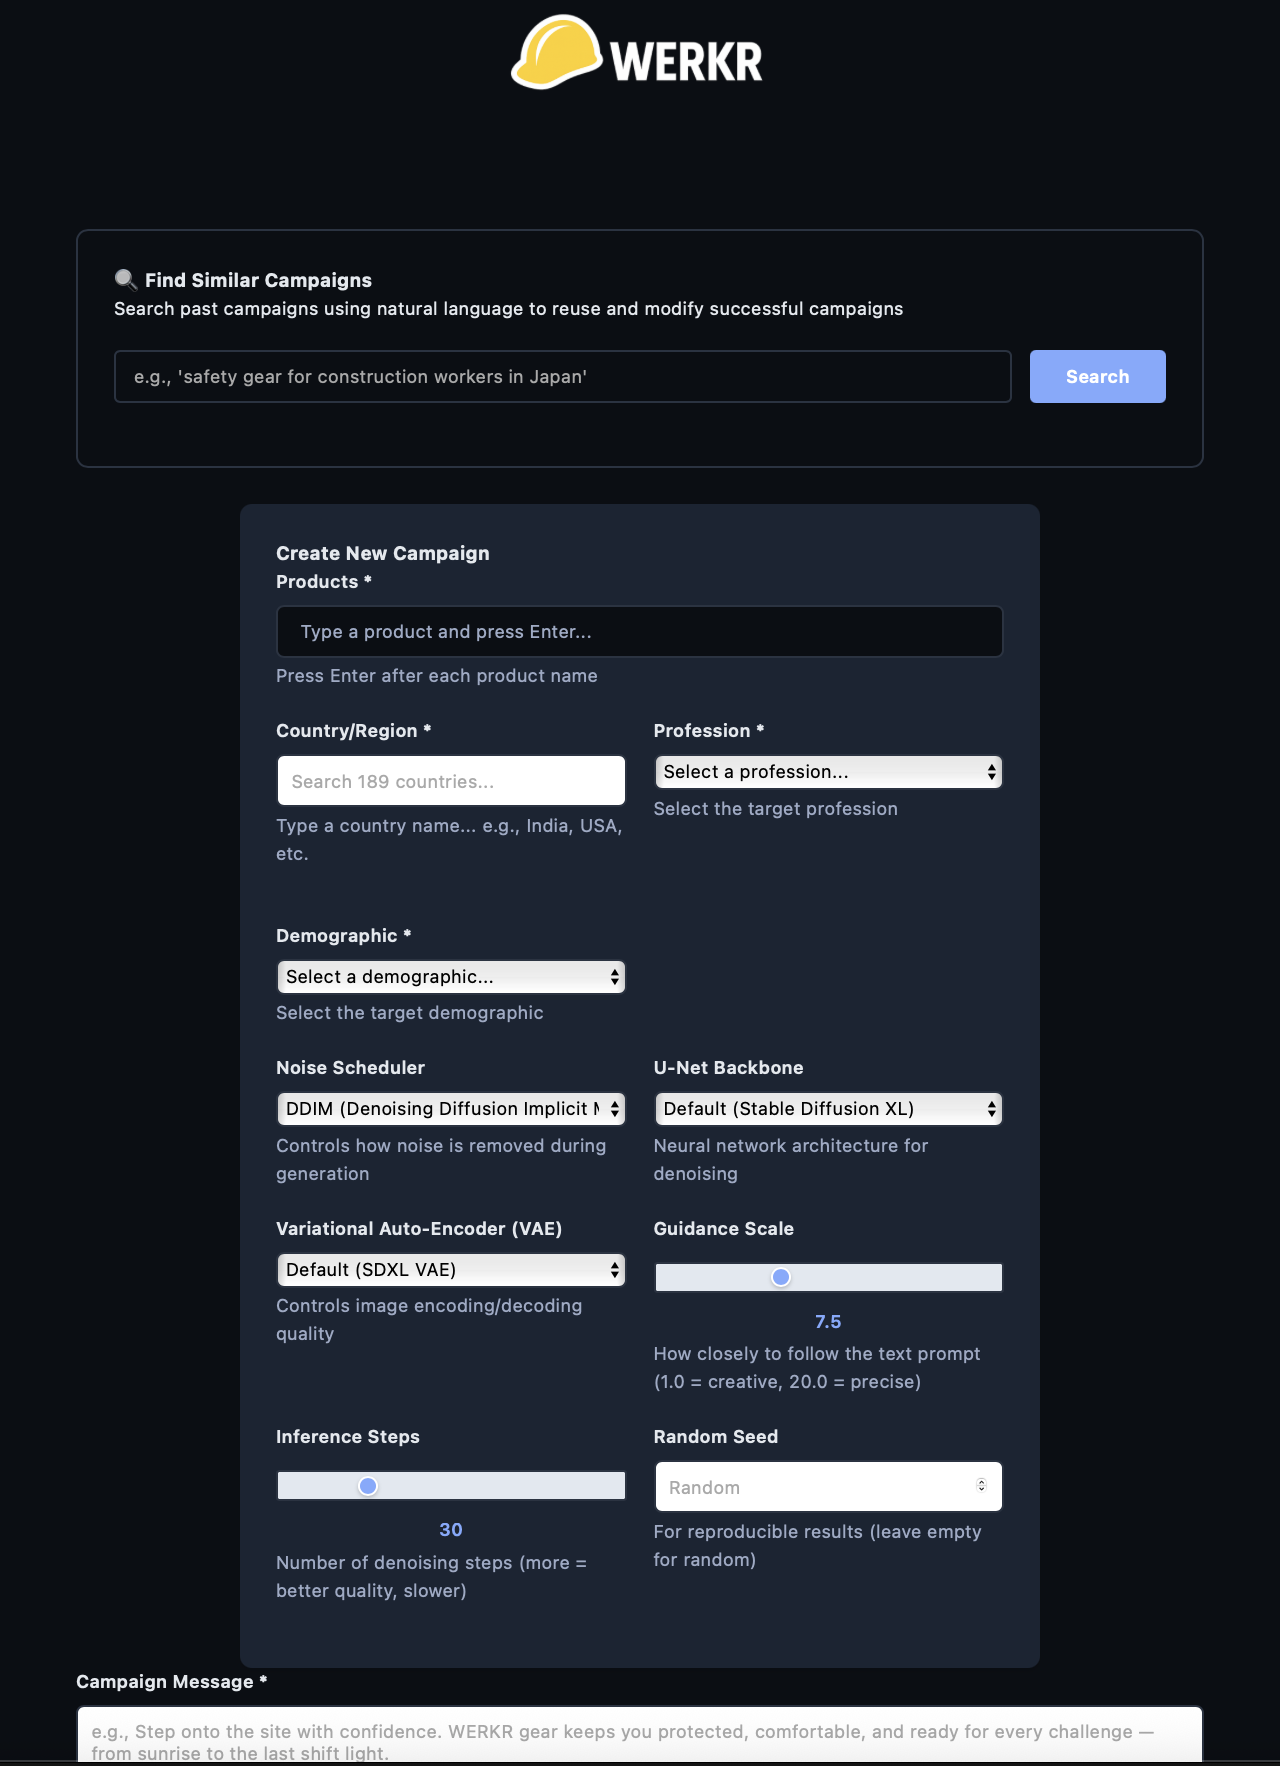 WERKR
Find Similar Campaigns
Search past campaigns using natural language to reuse and modify successful campaigns
e.g., 'safety gear for construction workers in Japan'
Search
Create New Campaign
Products *
Type a product and press Enter...
Press Enter after each product name
Country/Region *
Search 189 countries...
Type a country name... e.g., India, USA,
etc.
Profession *
Select a profession...
Select the target profession
Demographic *
Select a demographic...
Select the target demographic
Noise Scheduler
DDIM (Denoising Diffusion Implicit
Controls how noise is removed during
generation
U-Net Backbone
Default (Stable Diffusion XL)
Neural network architecture for
denoising
Variational Auto-Encoder (VAE)
Default (SDXL VAE)
Controls image encoding/decoding
quality
Guidance Scale
7.5
How closely to follow the text prompt
(1.0 = creative, 20.0 = precise)
Inference Steps
30
Number of denoising steps (more =
better quality, slower)
Random Seed
Random
For reproducible results (leave empty
for random)
Campaign Message *
e.g., Step onto the site with confidence. WERKR gear keeps you protected, comfortable, and ready for every challenge —
from sunrise to the last shift light.